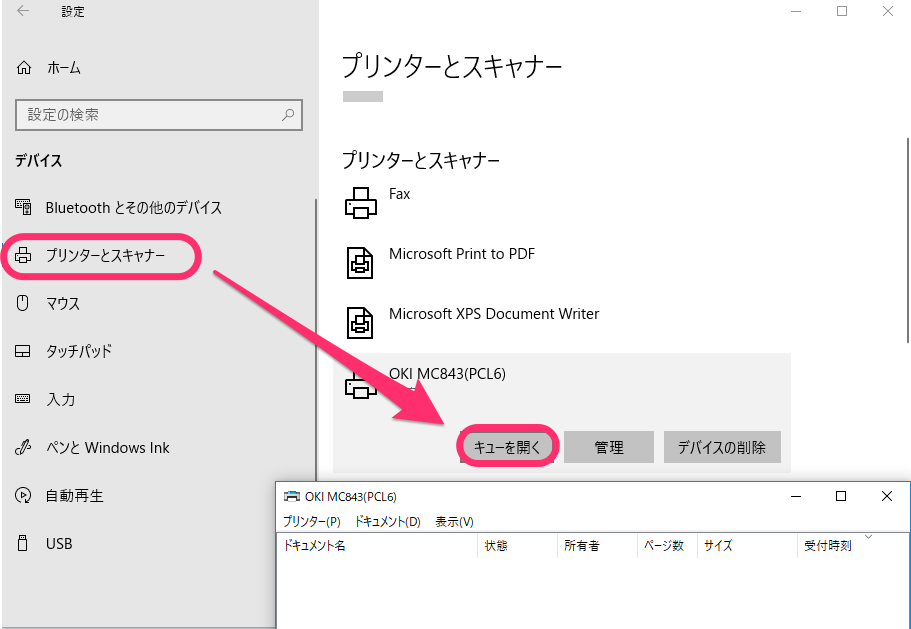 設定
ホーム
設定の検索
デバイス
Bluetooth とその他のデバイス
プリンターとスキャナー
マウス
タッチパッド
入力
ペンと Windows Ink
自動再生
USB
プリンターとスキャナー
プリンターとスキャナー
Fax
Microsoft Print to PDF
Microsoft XPS Document Writer
OKI MC843(PCL6)
キューを開く 管理 デバイスの削除
OKI MC843(PCL6)
プリンター(P) ドキュメント(D) 表示(V)
ドキュメント名 状態 所有者 ページ数 サイズ 受付時刻